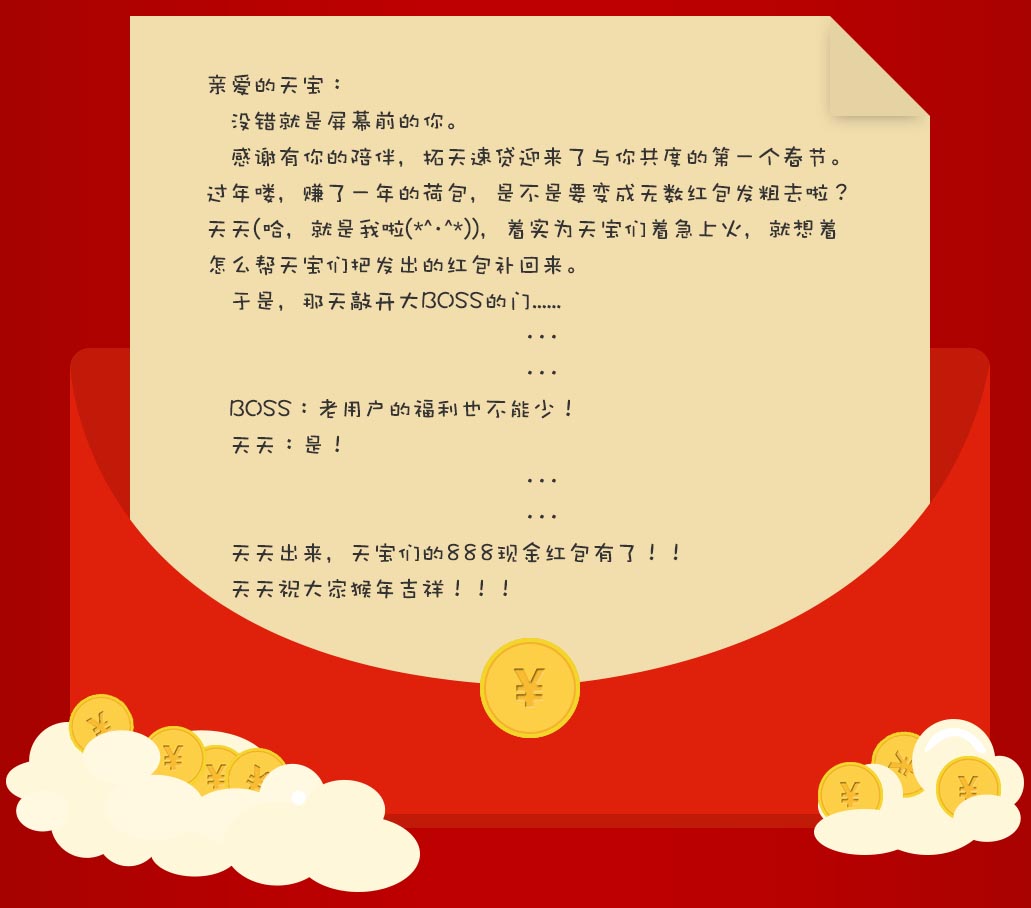 亲爱的天宝：
没错就是屏幕前的你。
感谢有你的陪伴，拓天速贷迎来了与你共度的第一个春节。
过年喽，赚了一年的荷包，是不是要变成无数红包发粗去啦？
天天(哈，就是我啦(*^·^*))，着实为天宝们着急上火，就想着
怎么帮天宝们把发出的红包补回来。
于是，那天敲开大BOSS的门......
···
···
BOSS：老用户的福利也不能少！
天天：是！
···
···
天天出来，天宝们的888现金红包有了！！
天天祝大家猴年吉祥！！！
¥
¥
¥
¥
¥
¥
¥
¥